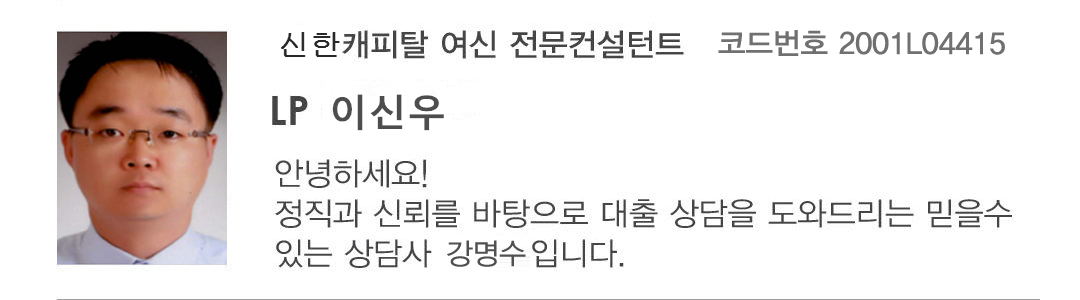 신한캐피탈 여신 전문컨설턴트 코드번호 2001L04415
LP 이신우
안녕하세요!
정직과 신뢰를 바탕으로 대출 상담을 도와드리는 믿을수
있는 상담사 강명수입니다.